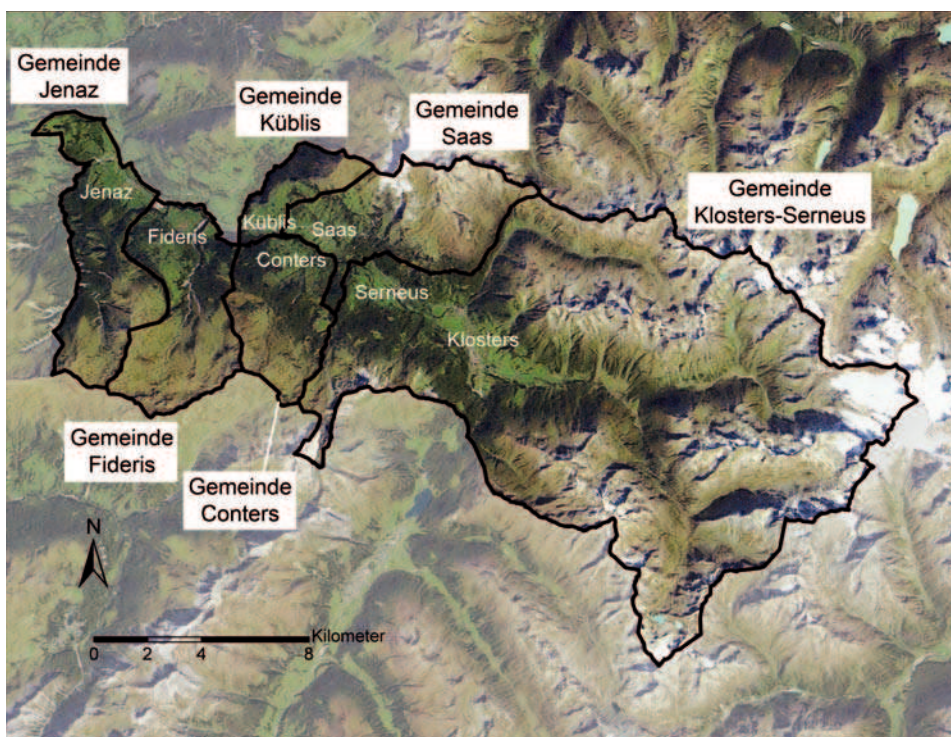 Gemeinde
Jenaz
Gemeinde
Küblis
Gemeinde
Saas
Gemeinde
Klosters-Serneus
Jenaz
Fideris
Küblis
Saas
Conters
Serneus
Klosters
Gemeinde
Fideris
Gemeinde
Conters
N
Kilometer
0 2 4 8